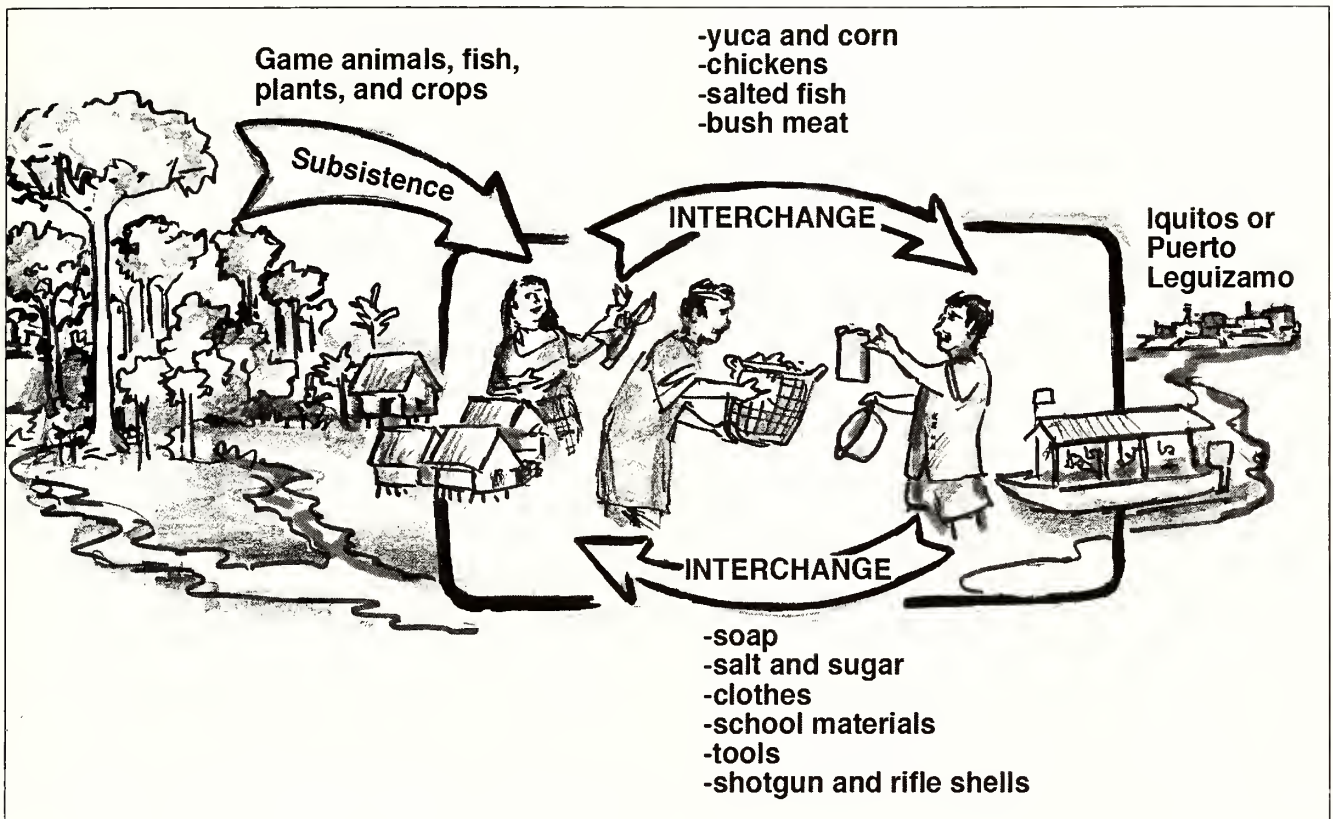 Game animals, fish,
plants, and crops
Subsistence
-yuca and corn
-chickens
-salted fish
-bush meat
INTERCHANGE
Iquitos or
Puerto
Leguizamo
INTERCHANGE
-soap
-salt and sugar
-clothes
-school materials
-tools
-shotgun and rifle shells